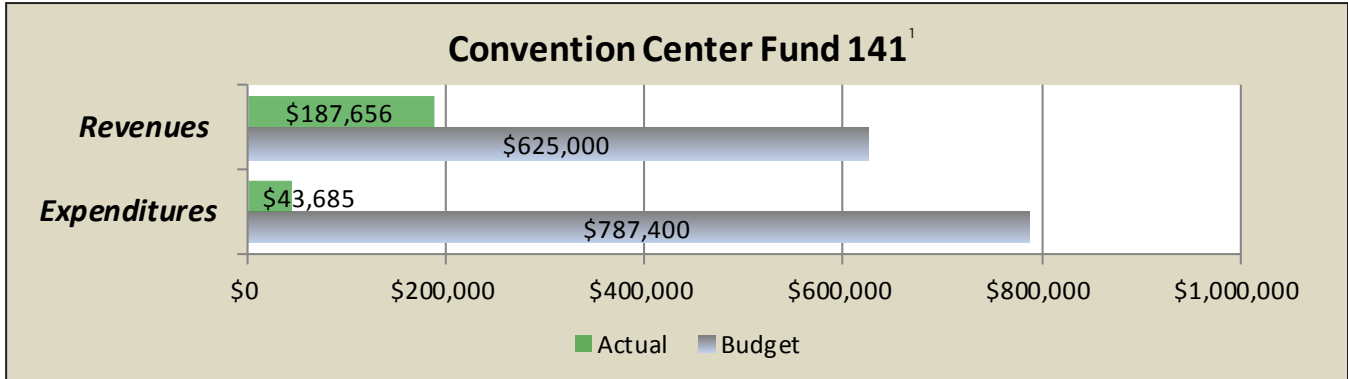 Convention Center Fund 141¹
Revenues
$187,656
$625,000
Expenditures
$43,685
$787,400
$0 $200,000 $400,000 $600,000 $800,000 $1,000,000
Actual Budget